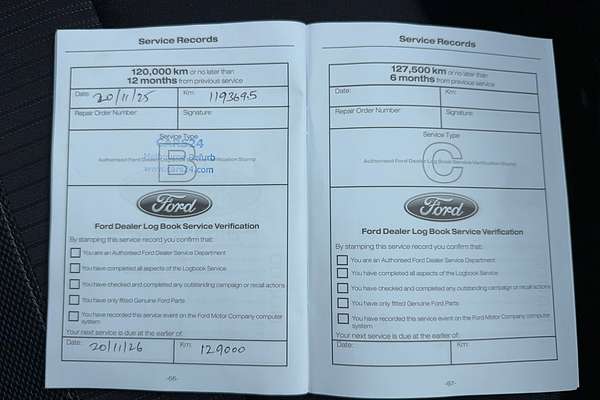 Service Records
120,000 km or no later than
12 months from previous service
Date: 20/11/25 Km: 119369.5
Repair Order Number: Signature:
Service Type
CARS24
B
Authorised Ford Dealer Log Book Service Verification Stamp
www.cars24.com
Ford
Ford Dealer Log Book Service Verification
By stamping this service record you confirm that:
You are an Authorised Ford Dealer Service Department
You have completed all aspects of the Logbook Service
You have checked and completed any outstanding campaign or recall actions
You have only fitted Genuine Ford Parts
You have recorded this service event on the Ford Motor Company computer
system
Your next service is due at the earlier of:
Date: 20/11/26 Km: 129000
-66-
Service Records
127,500 km or no later than
6 months from previous service
Date: Km:
Repair Order Number: Signature:
Service Type
C
Authorised Ford Dealer Log Book Service Verification Stamp
Ford
Ford Dealer Log Book Service Verification
By stamping this service record you confirm that:
You are an Authorised Ford Dealer Service Department
You have completed all aspects of the Logbook Service
You have checked and completed any outstanding campaign or recall actions
You have only fitted Genuine Ford Parts
You have recorded this service event on the Ford Motor Company computer
system
Your next service is due at the earlier of:
Date: Km:
-67-